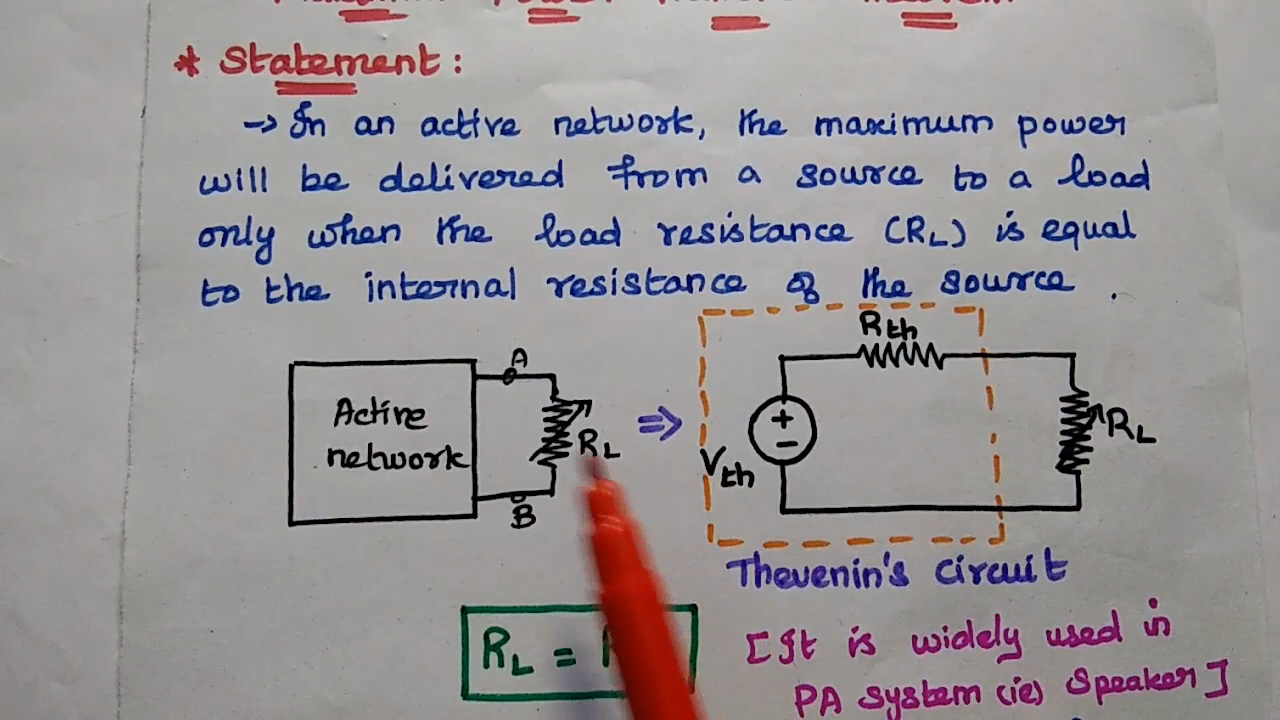 Power
* Statement:
→ In an active network, the maximum power
will be delivered from a source to a load
only when the load resistance (RL) is equal
to the internal resistance of the source.
Active
network
A
RL
B
⇒
Rth
+
-
Vth
RL
Thevenin's circuit
RL =
[It is widely used in
PA system (ie) Speaker]